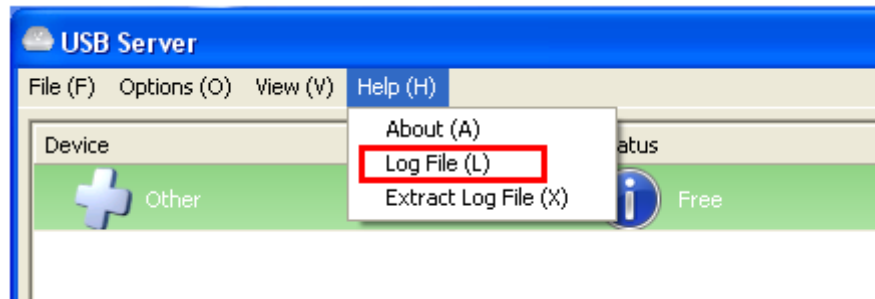 USB Server
File (F) Options (O) View (V) Help (H)
About (A)
Log File (L)
Extract Log File (X)
Device atus
Other Free